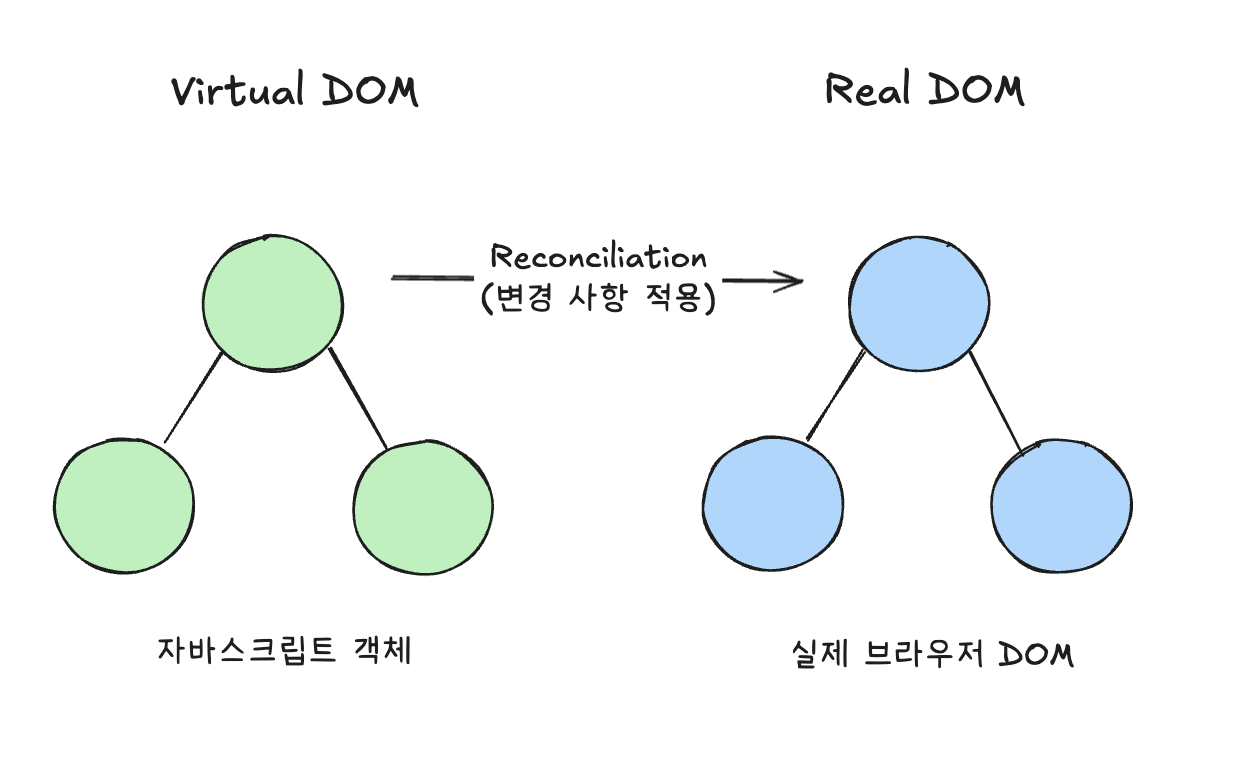 Virtual DOM
Real DOM
Reconciliation
(변경 사항 적용)
자바스크립트 객체
실제 브라우저 DOM